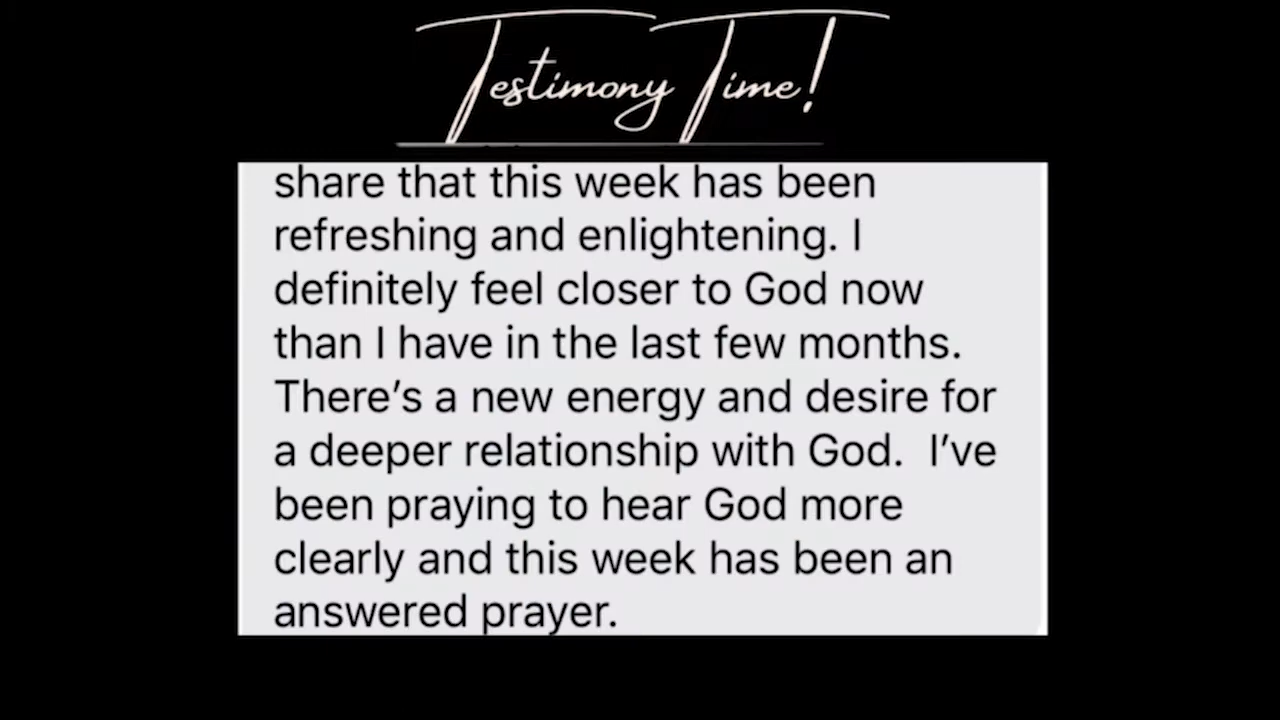 Testimony Time!
share that this week has been
refreshing and enlightening. I
definitely feel closer to God now
than I have in the last few months.
There’s a new energy and desire for
a deeper relationship with God.  I’ve
been praying to hear God more
clearly and this week has been an
answered prayer.